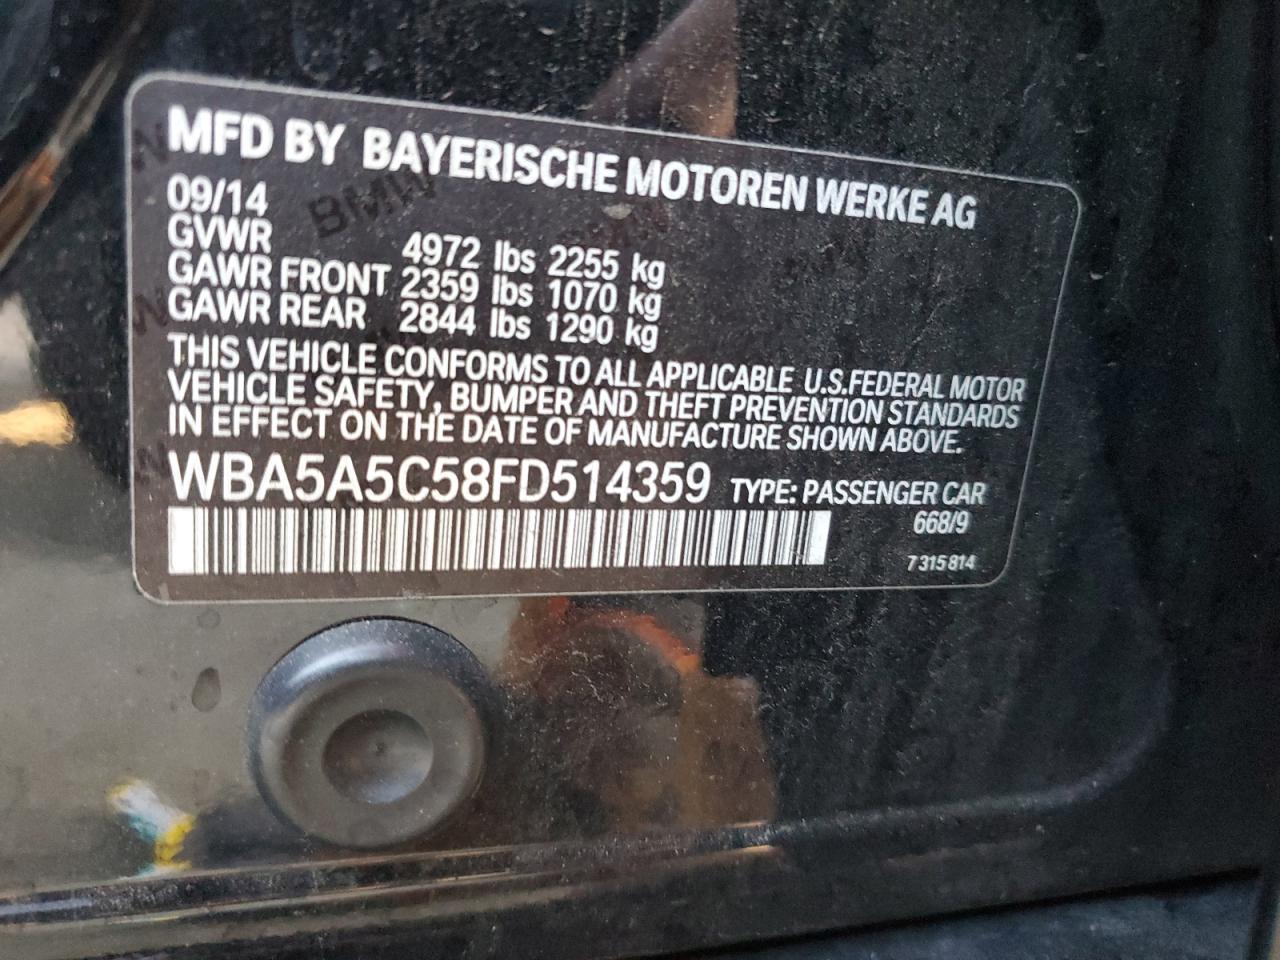 MFD BY BAYERISCHE MOTOREN WERKE AG
09/14
GVWR 4972 lbs 2255 kg
GAWR FRONT 2359 lbs 1070 kg
GAWR REAR 2844 lbs 1290 kg
THIS VEHICLE CONFORMS TO ALL APPLICABLE U.S.FEDERAL MOTOR
VEHICLE SAFETY, BUMPER AND THEFT PREVENTION STANDARDS
IN EFFECT ON THE DATE OF MANUFACTURE SHOWN ABOVE.
WBA5A5C58FD514359 TYPE: PASSENGER CAR
668/9
7 315 814
BMW